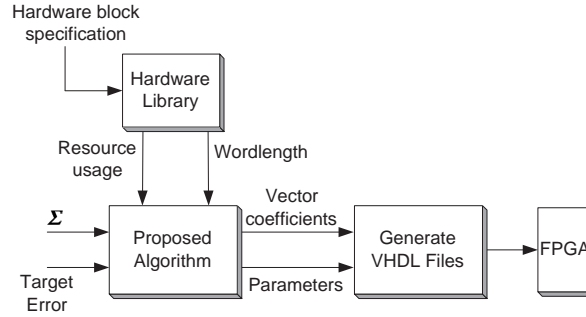 Hardware block
specification
Hardware
Library
Resource
usage
Wordlength
Σ
Target
Error
Proposed
Algorithm
Vector
coefficients
Parameters
Generate
VHDL Files
FPGA